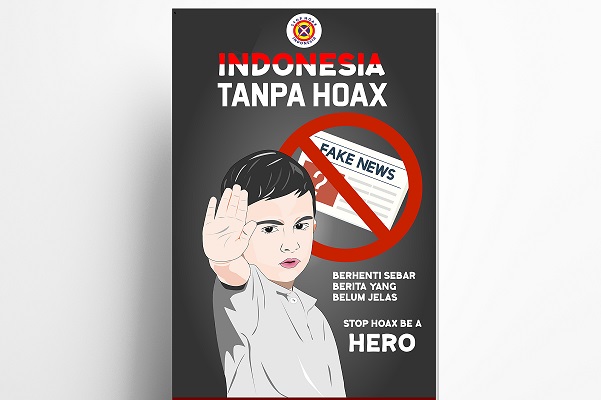 INDONESIA
TANPA HOAX
FAKE NEWS
?
BERHENTI SEBAR
BERITA YANG
BELUM JELAS
STOP HOAX BE A
HERO